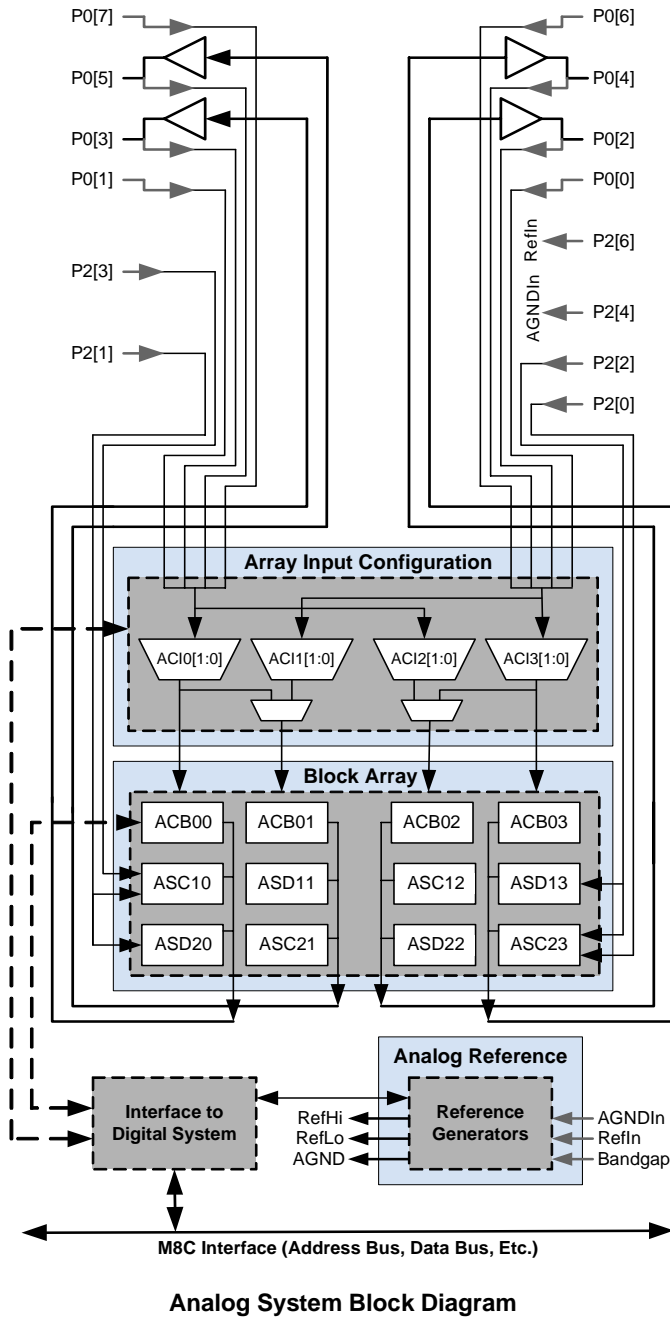 P0[7]
P0[6]
P0[5]
P0[4]
P0[3]
P0[2]
P0[1]
P0[0]
P2[6]
RefIn
P2[3]
P2[4]
AGNDIn
P2[1]
P2[2]
P2[0]
Array Input Configuration
ACI0[1:0] ACI1[1:0] ACI2[1:0] ACI3[1:0]
Block Array
ACB00 ACB01 ACB02 ACB03
ASC10 ASD11 ASC12 ASD13
ASD20 ASC21 ASD22 ASC23
Analog Reference
Interface to
Digital System
RefHi
RefLo
AGND
Reference
Generators
AGNDIn
RefIn
Bandgap
M8C Interface (Address Bus, Data Bus, Etc.)
Analog System Block Diagram